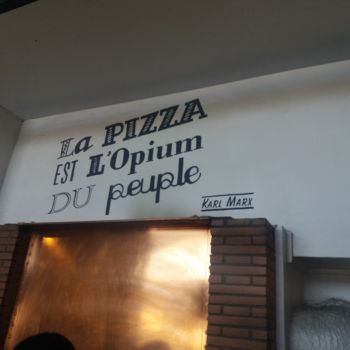 La PIZZA
EST L'Opium
DU peuple
KARL MARX